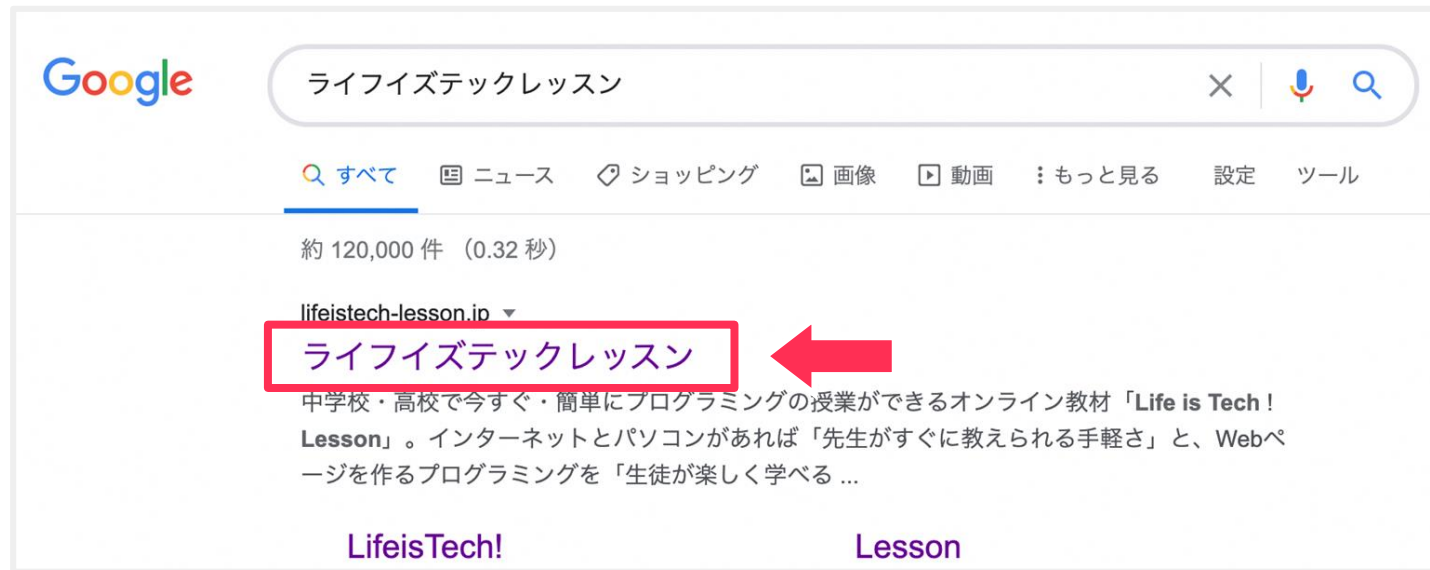 Google
ライフイズテックレッスン
すべて ニュース ショッピング 画像 動画 もっと見る 設定 ツール
約 120,000 件 （0.32 秒）
lifeistech-lesson.jp
ライフイズテックレッスン
中学校・高校で今すぐ・簡単にプログラミングの授業ができるオンライン教材「Life is Tech !
Lesson」。インターネットとパソコンがあれば「先生がすぐに教えられる手軽さ」と、Webペ
ージを作るプログラミングを「生徒が楽しく学べる ...
LifeisTech! Lesson